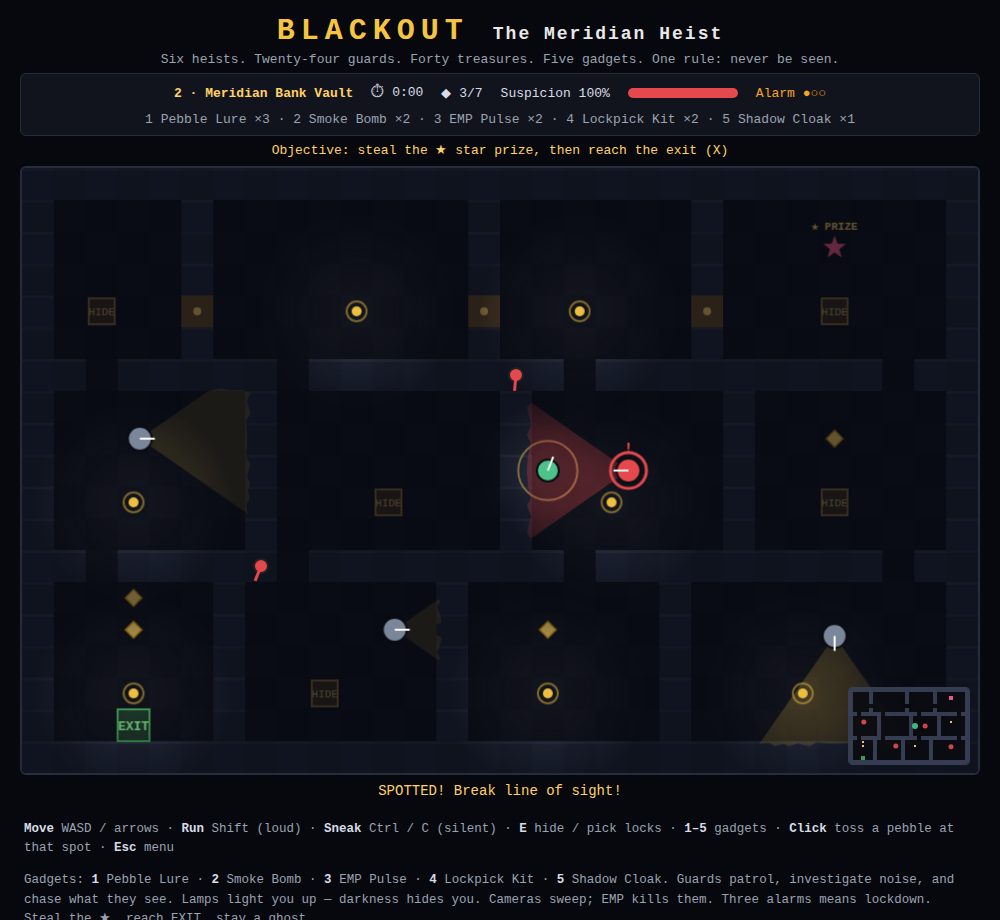 BLACKOUT The Meridian Heist
Six heists. Twenty-four guards. Forty treasures. Five gadgets. One rule: never be seen.
2 · Meridian Bank Vault ⏱ 0:00 ◆ 3/7 Suspicion 100% Alarm ●○○
1 Pebble Lure ×3 · 2 Smoke Bomb ×2 · 3 EMP Pulse ×2 · 4 Lockpick Kit ×2 · 5 Shadow Cloak ×1
Objective: steal the ★ star prize, then reach the exit (X)
★ PRIZE
HIDE
HIDE
!
HIDE
HIDE
HIDE
EXIT
SPOTTED! Break line of sight!
Move WASD / arrows · Run Shift (loud) · Sneak Ctrl / C (silent) · E hide / pick locks · 1–5 gadgets · Click toss a pebble at
that spot · Esc menu
Gadgets: 1 Pebble Lure · 2 Smoke Bomb · 3 EMP Pulse · 4 Lockpick Kit · 5 Shadow Cloak. Guards patrol, investigate noise, and
chase what they see. Lamps light you up — darkness hides you. Cameras sweep; EMP kills them. Three alarms means lockdown.
Steal the ★, reach EXIT, stay a ghost.